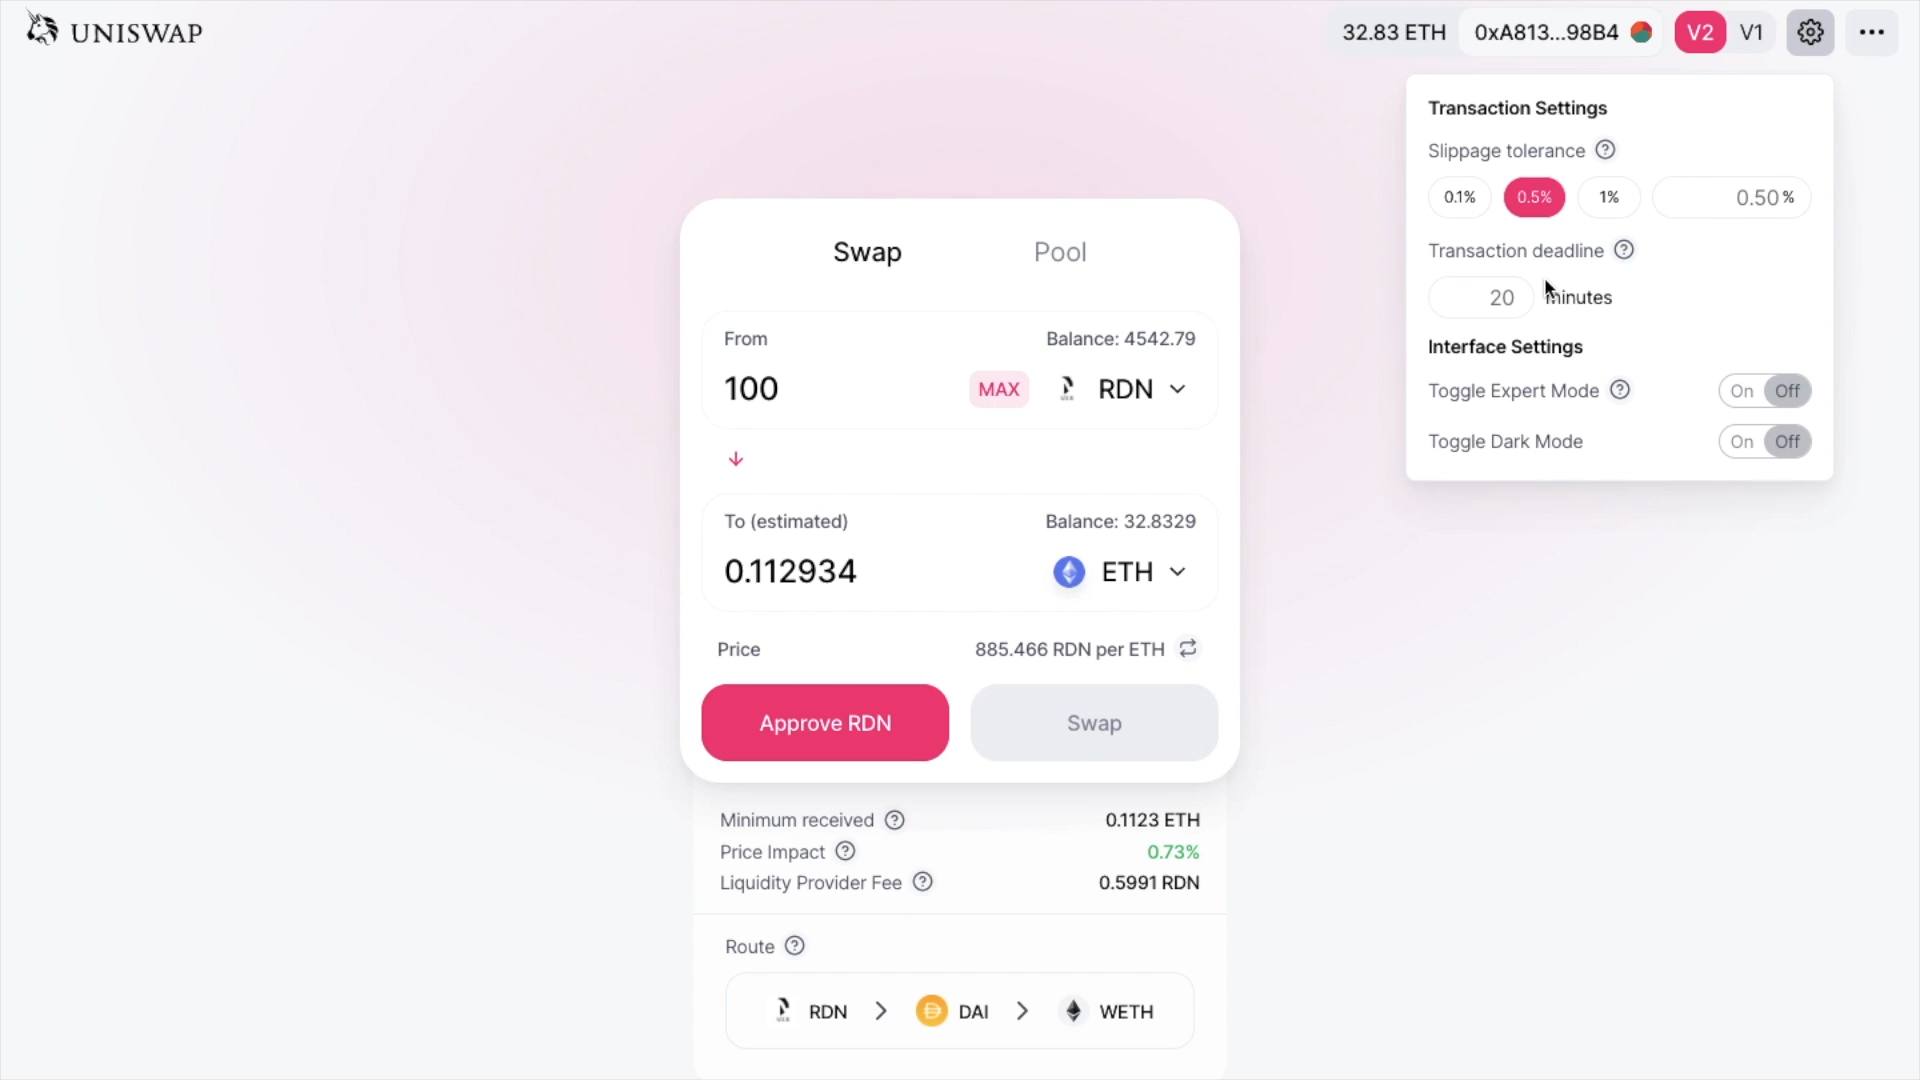 UNISWAP
32.83 ETH
0xA813...98B4
V2
V1
Transaction Settings
Slippage tolerance
0.1%
0.5%
1%
0.50%
Transaction deadline
20
minutes
Interface Settings
Toggle Expert Mode
On
Off
Toggle Dark Mode
On
Off
Swap
Pool
From
Balance: 4542.79
100
MAX
RDN
To (estimated)
Balance: 32.8329
0.112934
ETH
Price
885.466 RDN per ETH
Approve RDN
Swap
Minimum received
0.1123 ETH
Price Impact
0.73%
Liquidity Provider Fee
0.5991 RDN
Route
RDN
DAI
WETH